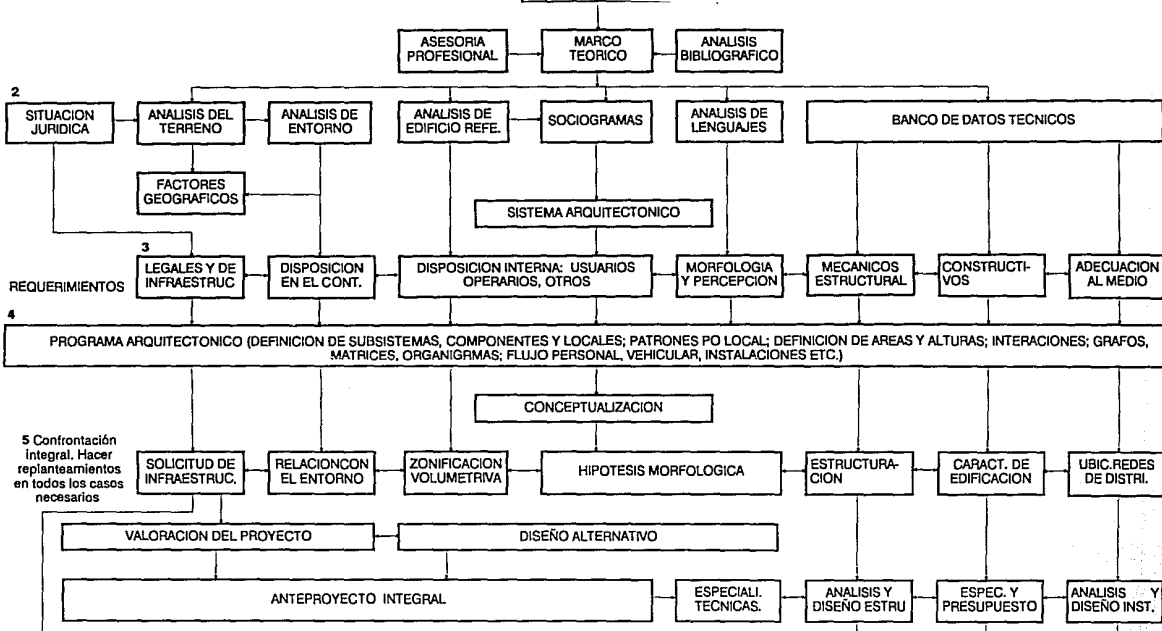 ASESORIA
PROFESIONAL
MARCO
TEORICO
ANALISIS
BIBLIOGRAFICO
2
SITUACION
JURIDICA
ANALISIS DEL
TERRENO
ANALISIS DE
ENTORNO
ANALISIS DE
EDIFICIO REFE.
SOCIOGRAMAS
ANALISIS DE
LENGUAJES
BANCO DE DATOS TECNICOS
FACTORES
GEOGRAFICOS
SISTEMA ARQUITECTONICO
3
REQUERIMIENTOS
LEGALES Y DE
INFRAESTRUC
DISPOSICION
EN EL CONT.
DISPOSICION INTERNA: USUARIOS
OPERARIOS, OTROS
MORFOLOGIA
Y PERCEPCION
MECANICOS
ESTRUCTURAL
CONSTRUCTI-
VOS
ADECUACION
AL MEDIO
4
PROGRAMA ARQUITECTONICO (DEFINICION DE SUBSISTEMAS, COMPONENTES Y LOCALES; PATRONES PO LOCAL; DEFINICION DE AREAS Y ALTURAS; INTERACIONES; GRAFOS,
MATRICES, ORGANIGRMAS; FLUJO PERSONAL, VEHICULAR, INSTALACIONES ETC.)
CONCEPTUALIZACION
5 Confrontación
integral. Hacer
replanteamientos
en todos los casos
necesarios
SOLICITUD DE
INFRAESTRUC.
RELACIONCON
EL ENTORNO
ZONIFICACION
VOLUMETRIVA
HIPOTESIS MORFOLOGICA
ESTRUCTURA-
CION
CARACT. DE
EDIFICACION
UBIC.REDES
DE DISTRI.
VALORACION DEL PROYECTO
DISEÑO ALTERNATIVO
ANTEPROYECTO INTEGRAL
ESPECIALI.
TECNICAS.
ANALISIS Y
DISEÑO ESTRU
ESPEC. Y
PRESUPUESTO
ANALISIS Y
DISEÑO INST.